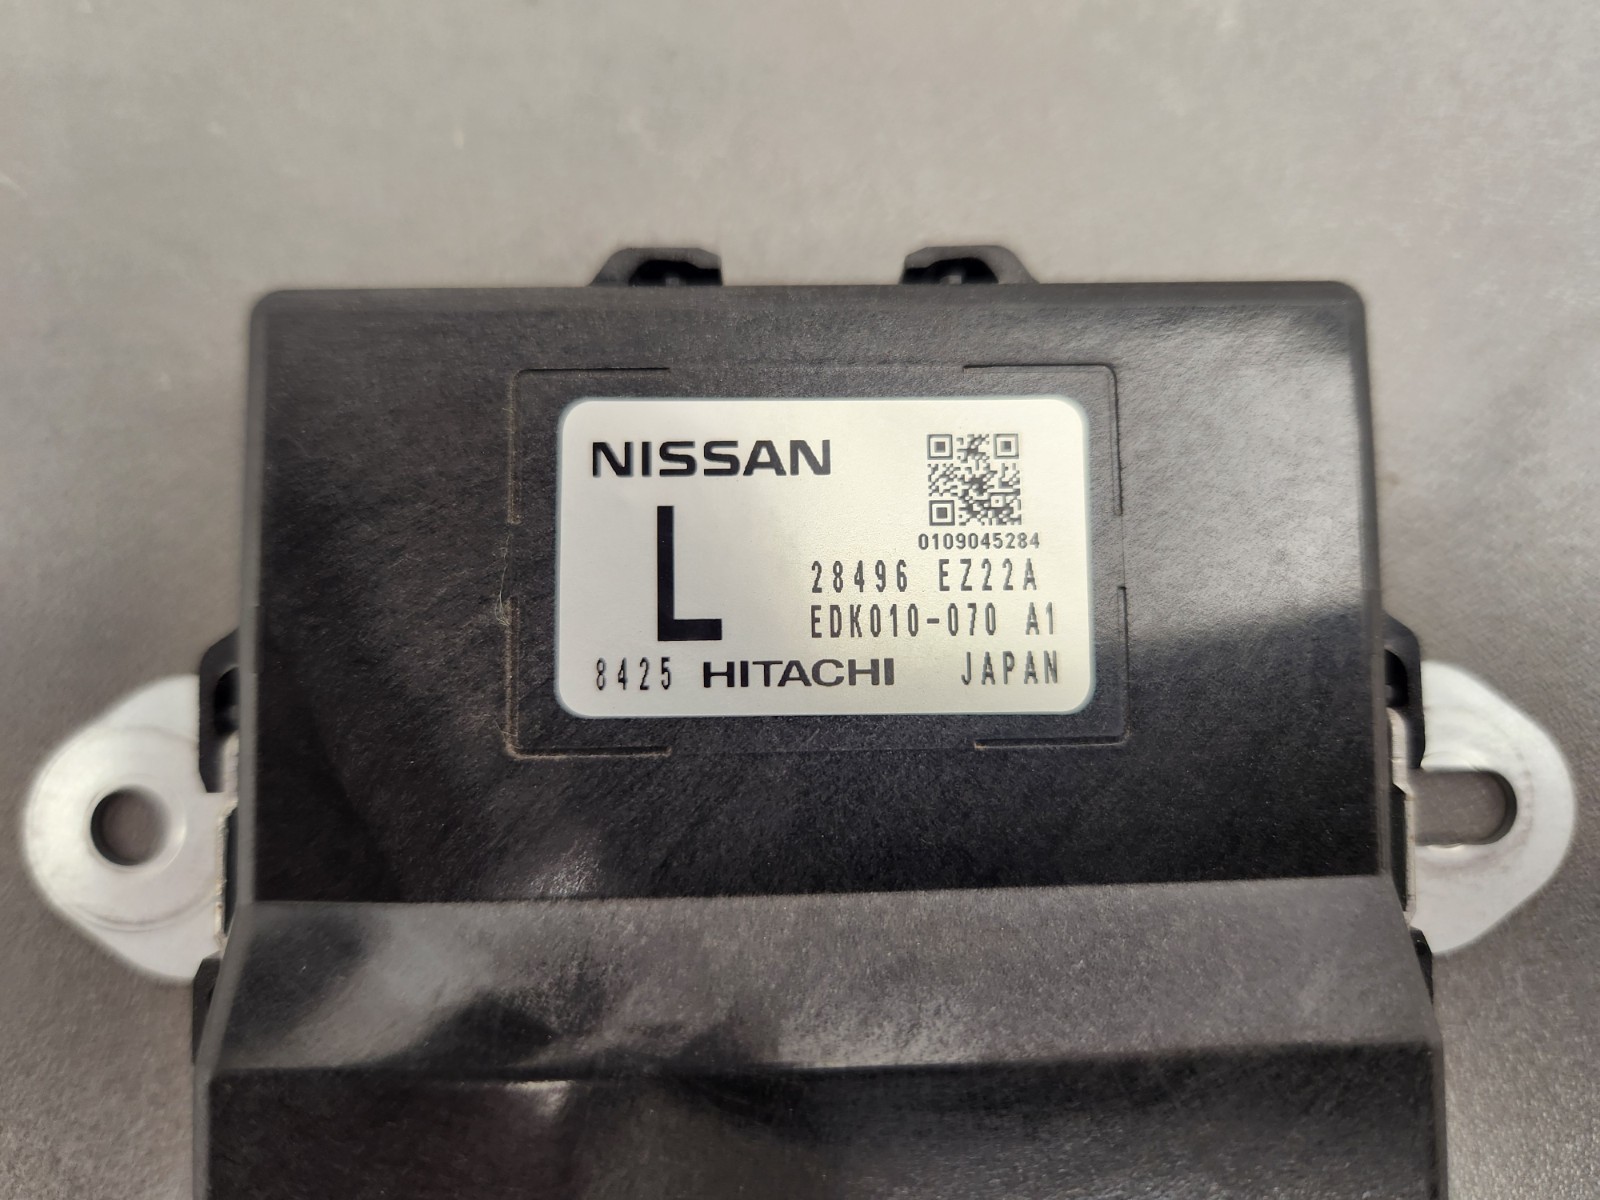 NISSAN
0109045284
L
28496 EZ22A
EDK010-070 A1
8425 HITACHI JAPAN